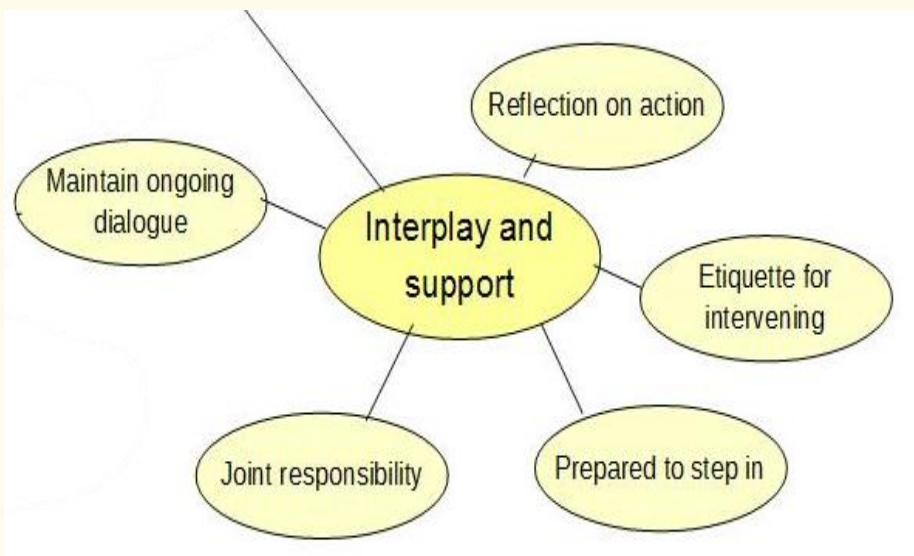 Reflection on action
Maintain ongoing
dialogue
Interplay and
support
Etiquette for
intervening
Joint responsibility
Prepared to step in